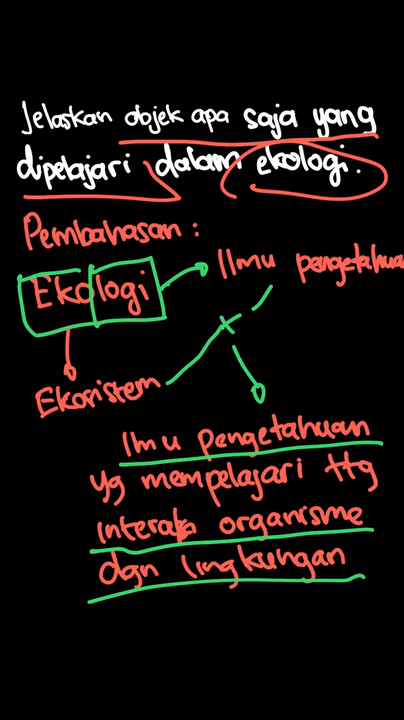 Jelaskan objek apa saja yang
dipelajari dalam ekologi.
Pembahasan :
Ekologi
Ilmu pengetahuan
Ekosistem
Ilmu pengetahuan
yg mempelajari ttg
interaksi organisme
dgn lingkungan